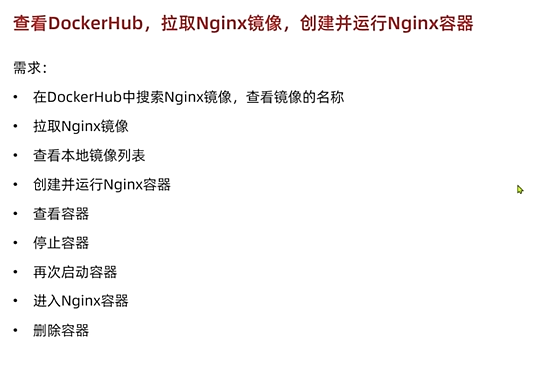 查看DockerHub，拉取Nginx镜像，创建并运行Nginx容器
需求：
• 在DockerHub中搜索Nginx镜像，查看镜像的名称
• 拉取Nginx镜像
• 查看本地镜像列表
• 创建并运行Nginx容器
• 查看容器
• 停止容器
• 再次启动容器
• 进入Nginx容器
• 删除容器